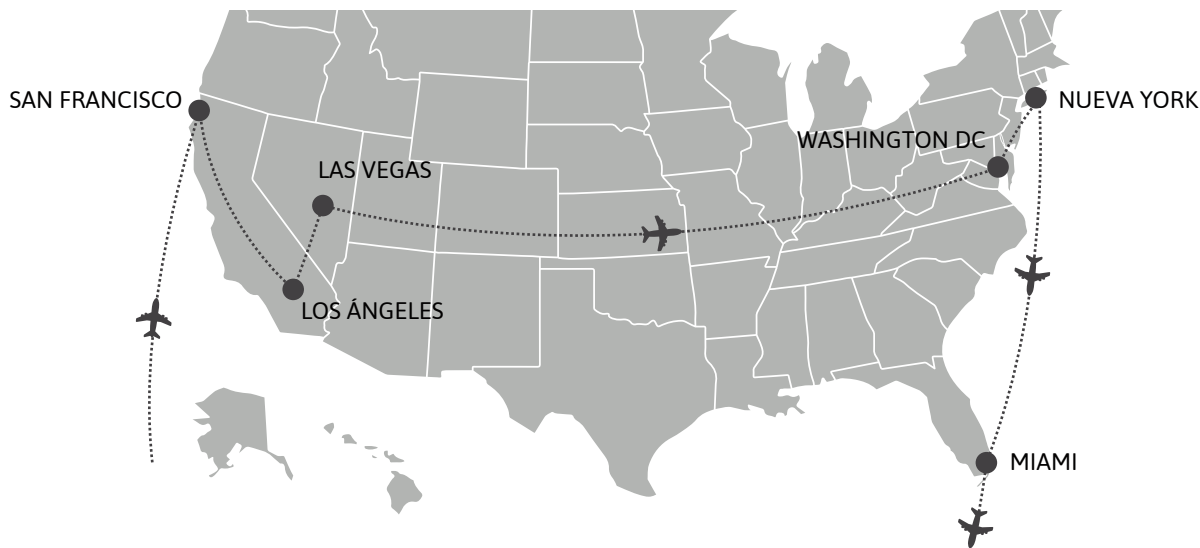 SAN FRANCISCO
NUEVA YORK
WASHINGTON DC
LAS VEGAS
LOS ÁNGELES
MIAMI